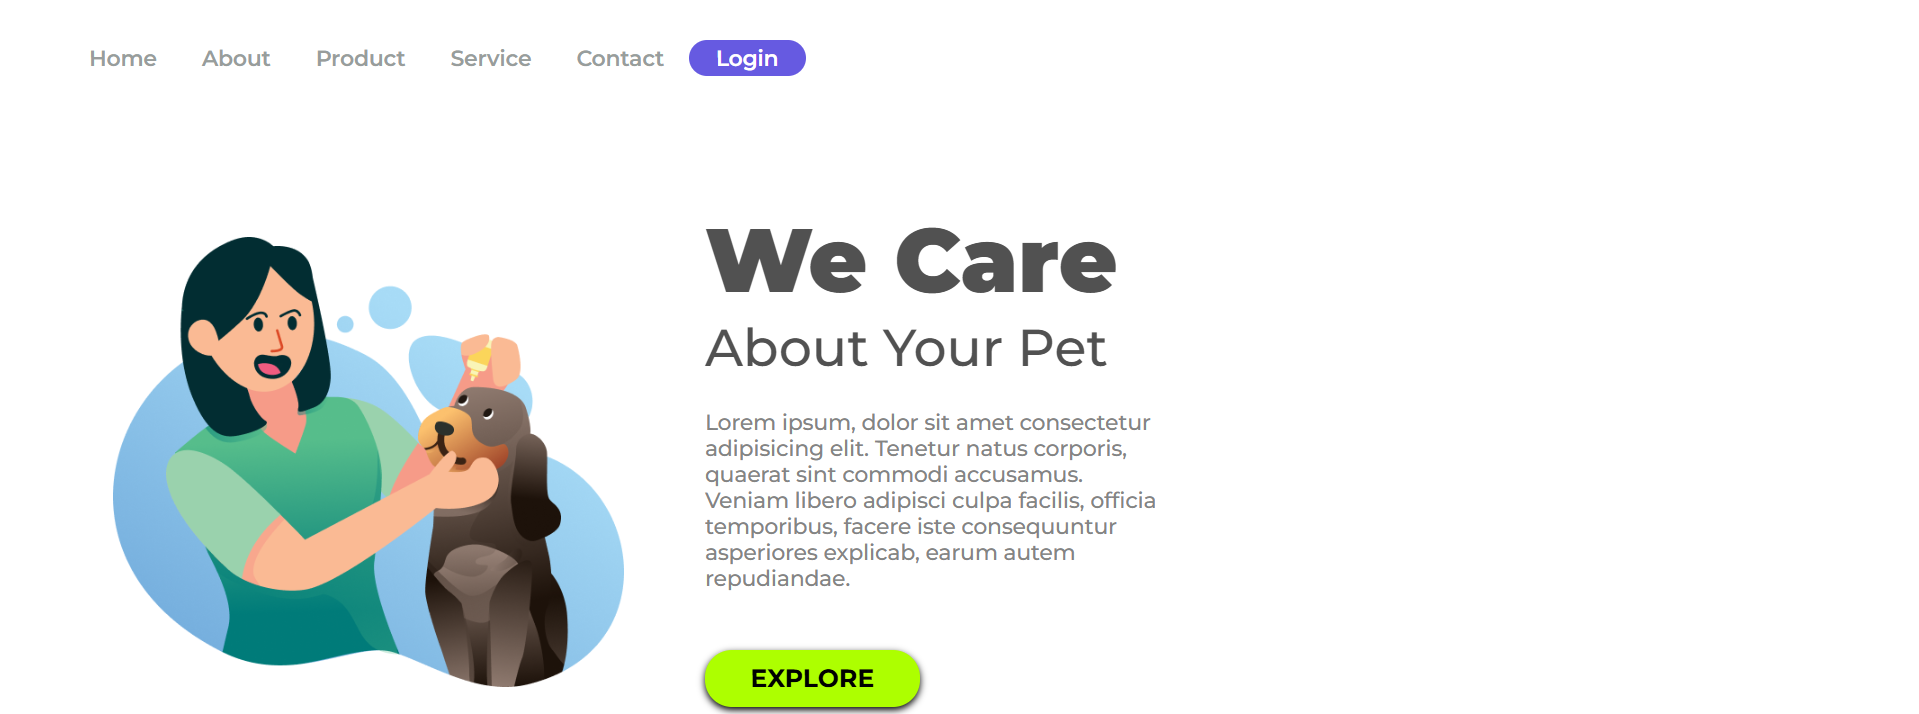 Home About Product Service Contact Login
We Care
About Your Pet
Lorem ipsum, dolor sit amet consectetur
adipisicing elit. Tenetur natus corporis,
quaerat sint commodi accusamus.
Veniam libero adipisci culpa facilis, officia
temporibus, facere iste consequuntur
asperiores explicab, earum autem
repudiandae.
EXPLORE